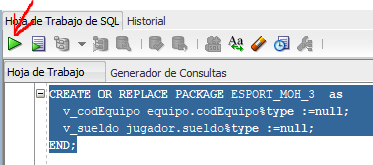 Hoja de Trabajo de SQL Historial
Aa
Hoja de Trabajo Generador de Consultas
CREATE OR REPLACE PACKAGE ESPORT_MOH_3 as
v_codEquipo equipo.codEquipo%type :=null;
v_sueldo jugador.sueldo%type :=null;
END;